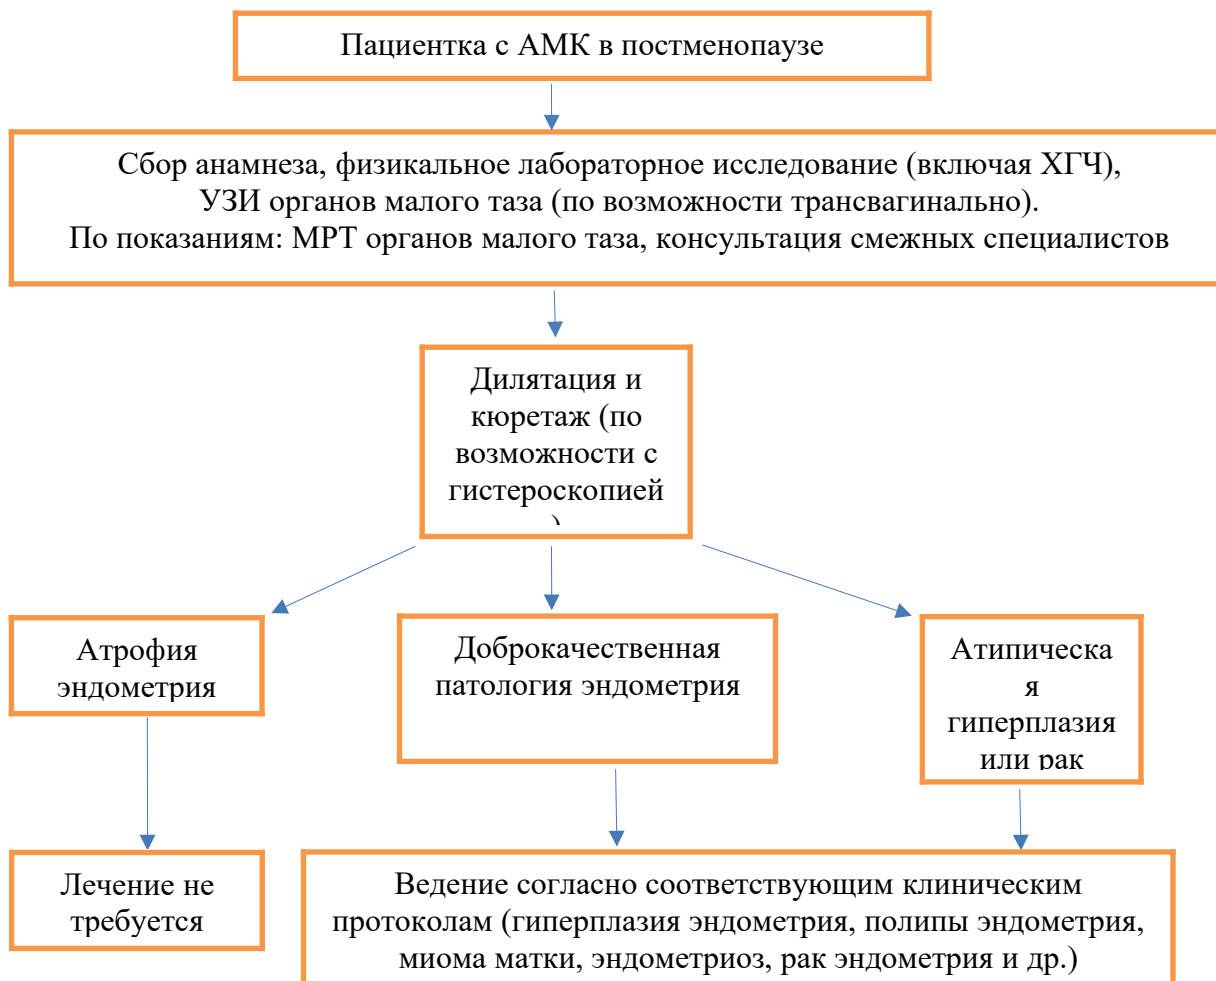 Пациентка с АМК в постменопаузе
Сбор анамнеза, физикальное лабораторное исследование (включая ХГЧ),
УЗИ органов малого таза (по возможности трансвагинально).
По показаниям: МРТ органов малого таза, консультация смежных специалистов
Дилятация и
кюретаж (по
возможности с
гистероскопией
)
Атрофия
эндометрия
Доброкачественная
патология эндометрия
Атипическа
я
гиперплазия
или рак
Лечение не
требуется
Ведение согласно соответствующим клиническим
протоколам (гиперплазия эндометрия, полипы эндометрия,
миома матки, эндометриоз, рак эндометрия и др.)